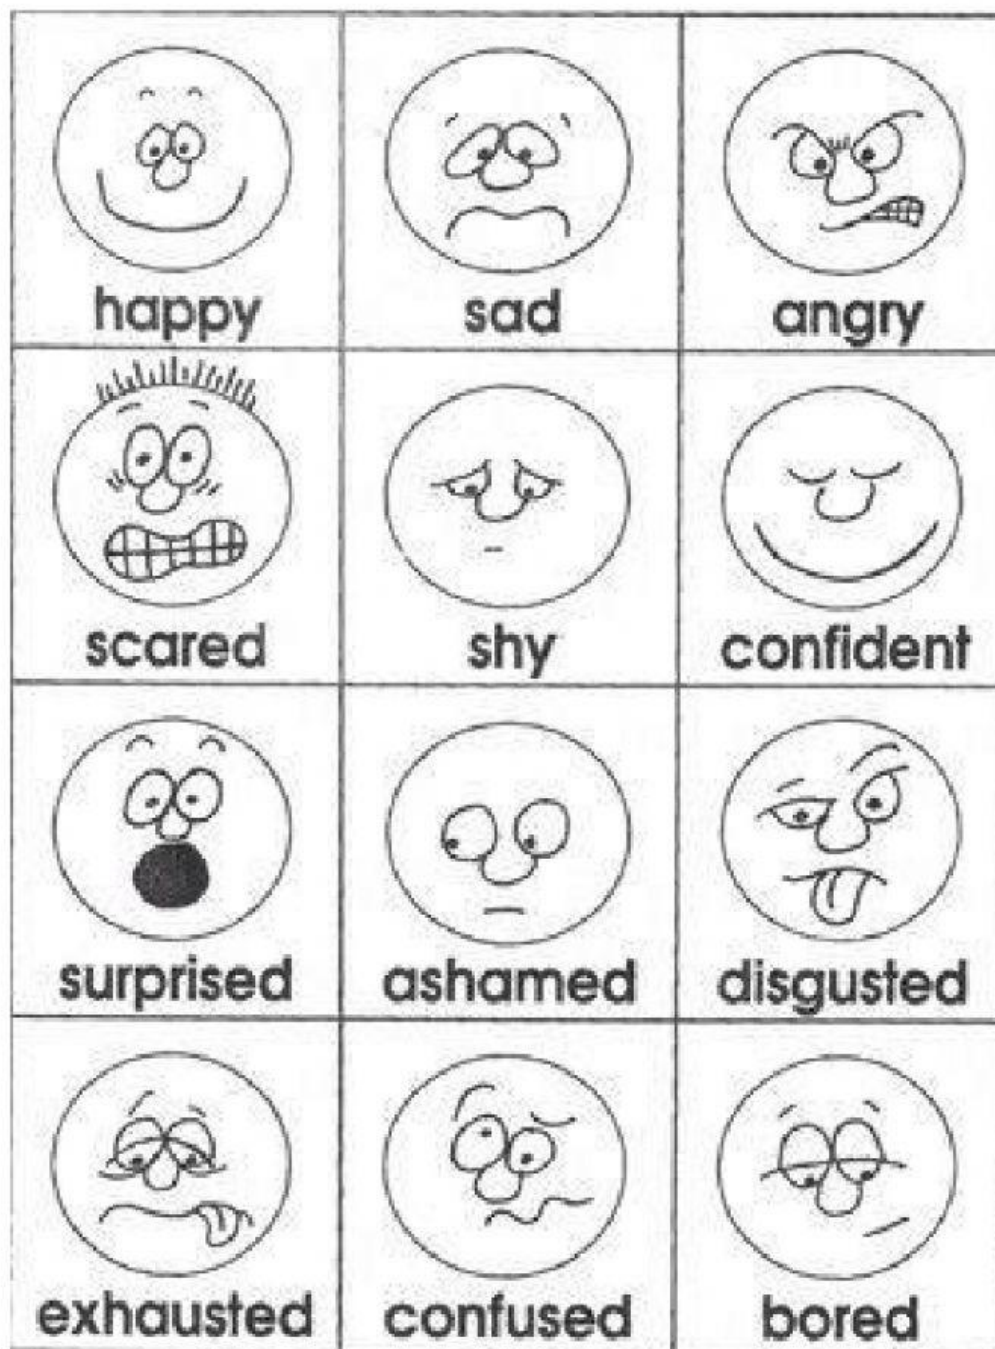 happy sad angry
scared shy confident
surprised ashamed disgusted
exhausted confused bored